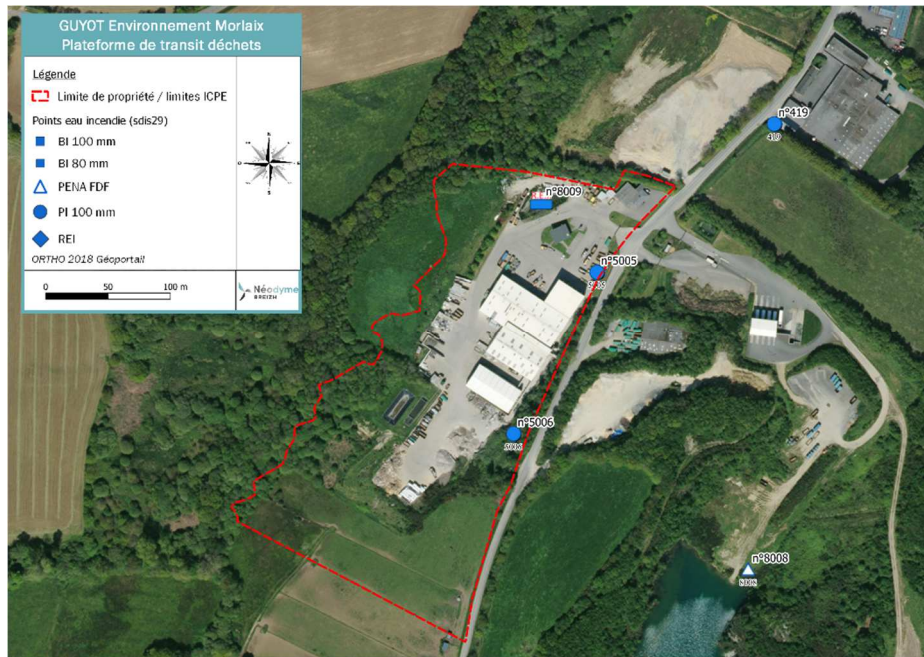 GUYOT Environnement Morlaix
Plateforme de transit déchets
Légende
Limite de propriété / limites ICPE
Points eau incendie (sdis29)
BI 100 mm
BI 80 mm
PENA FDF
PI 100 mm
REI
ORTHO 2018 Géoportail
0 50 100 m
Néodyme
BREIZH
n°419
419
n°8009
n°5005
n°5006
n°8008